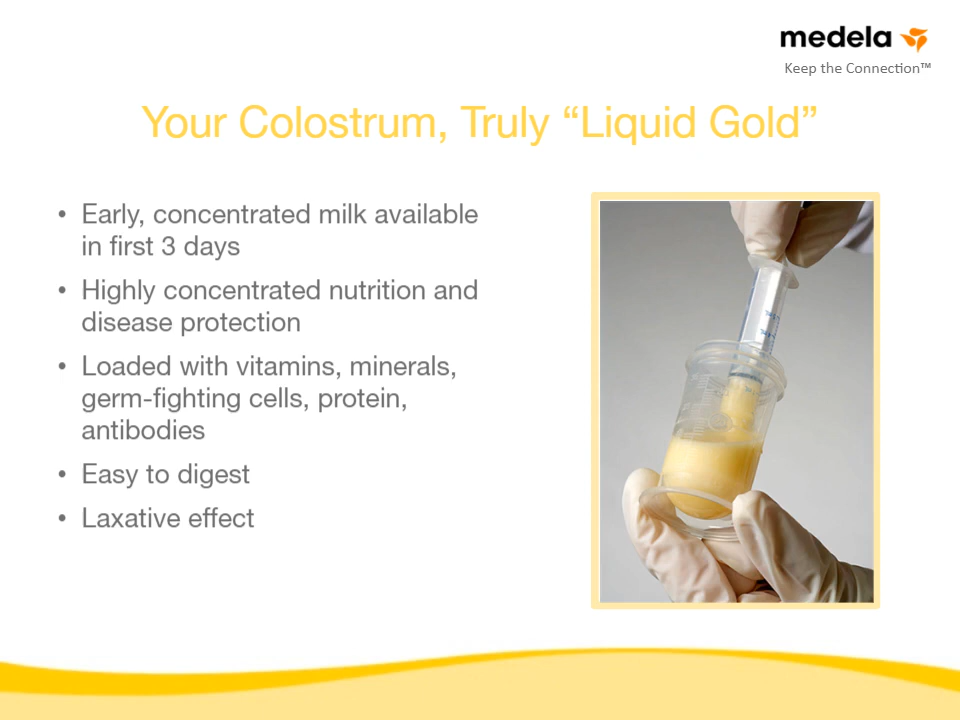 medela
Keep the Connection™
Your Colostrum, Truly “Liquid Gold”
• Early, concentrated milk available
in first 3 days
• Highly concentrated nutrition and
disease protection
• Loaded with vitamins, minerals,
germ-fighting cells, protein,
antibodies
• Easy to digest
• Laxative effect